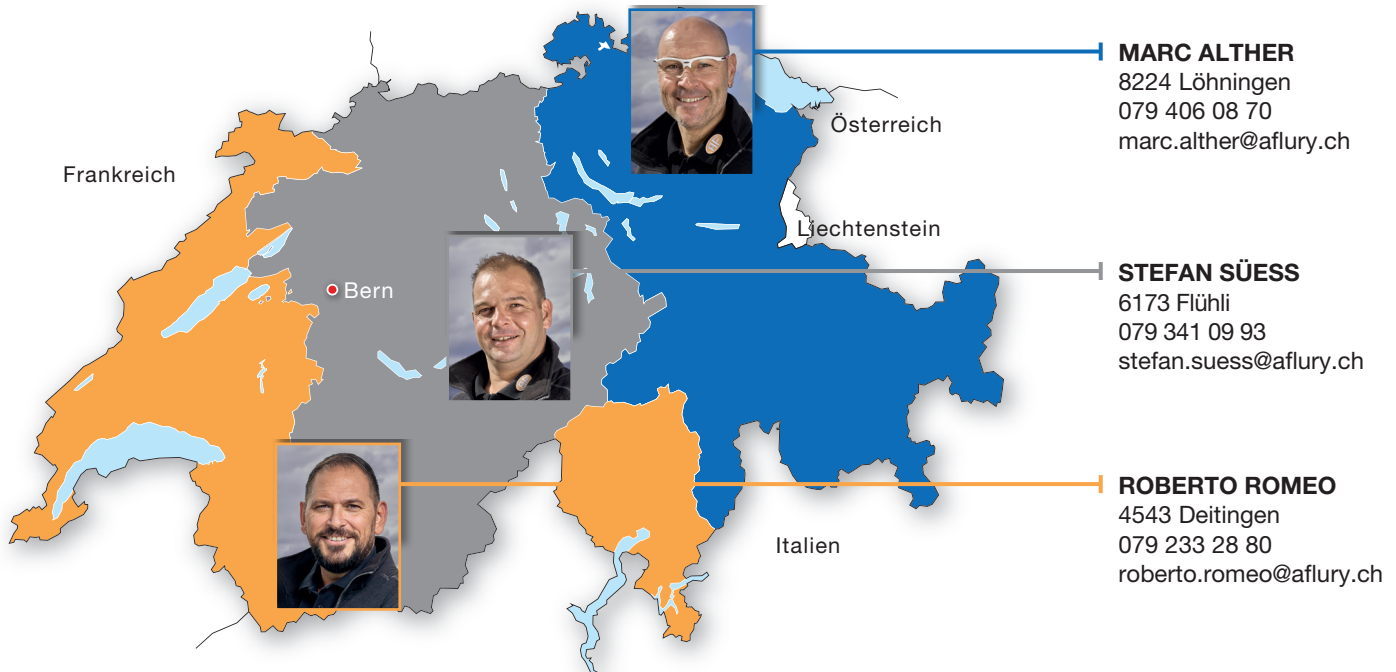 MARC ALTHER
8224 Löhningen
079 406 08 70
marc.alther@aflury.ch
Österreich
Frankreich
Liechtenstein
STEFAN SÜESS
6173 Flühli
079 341 09 93
stefan.suess@aflury.ch
Bern
ROBERTO ROMEO
4543 Deitingen
079 233 28 80
roberto.romeo@aflury.ch
Italien